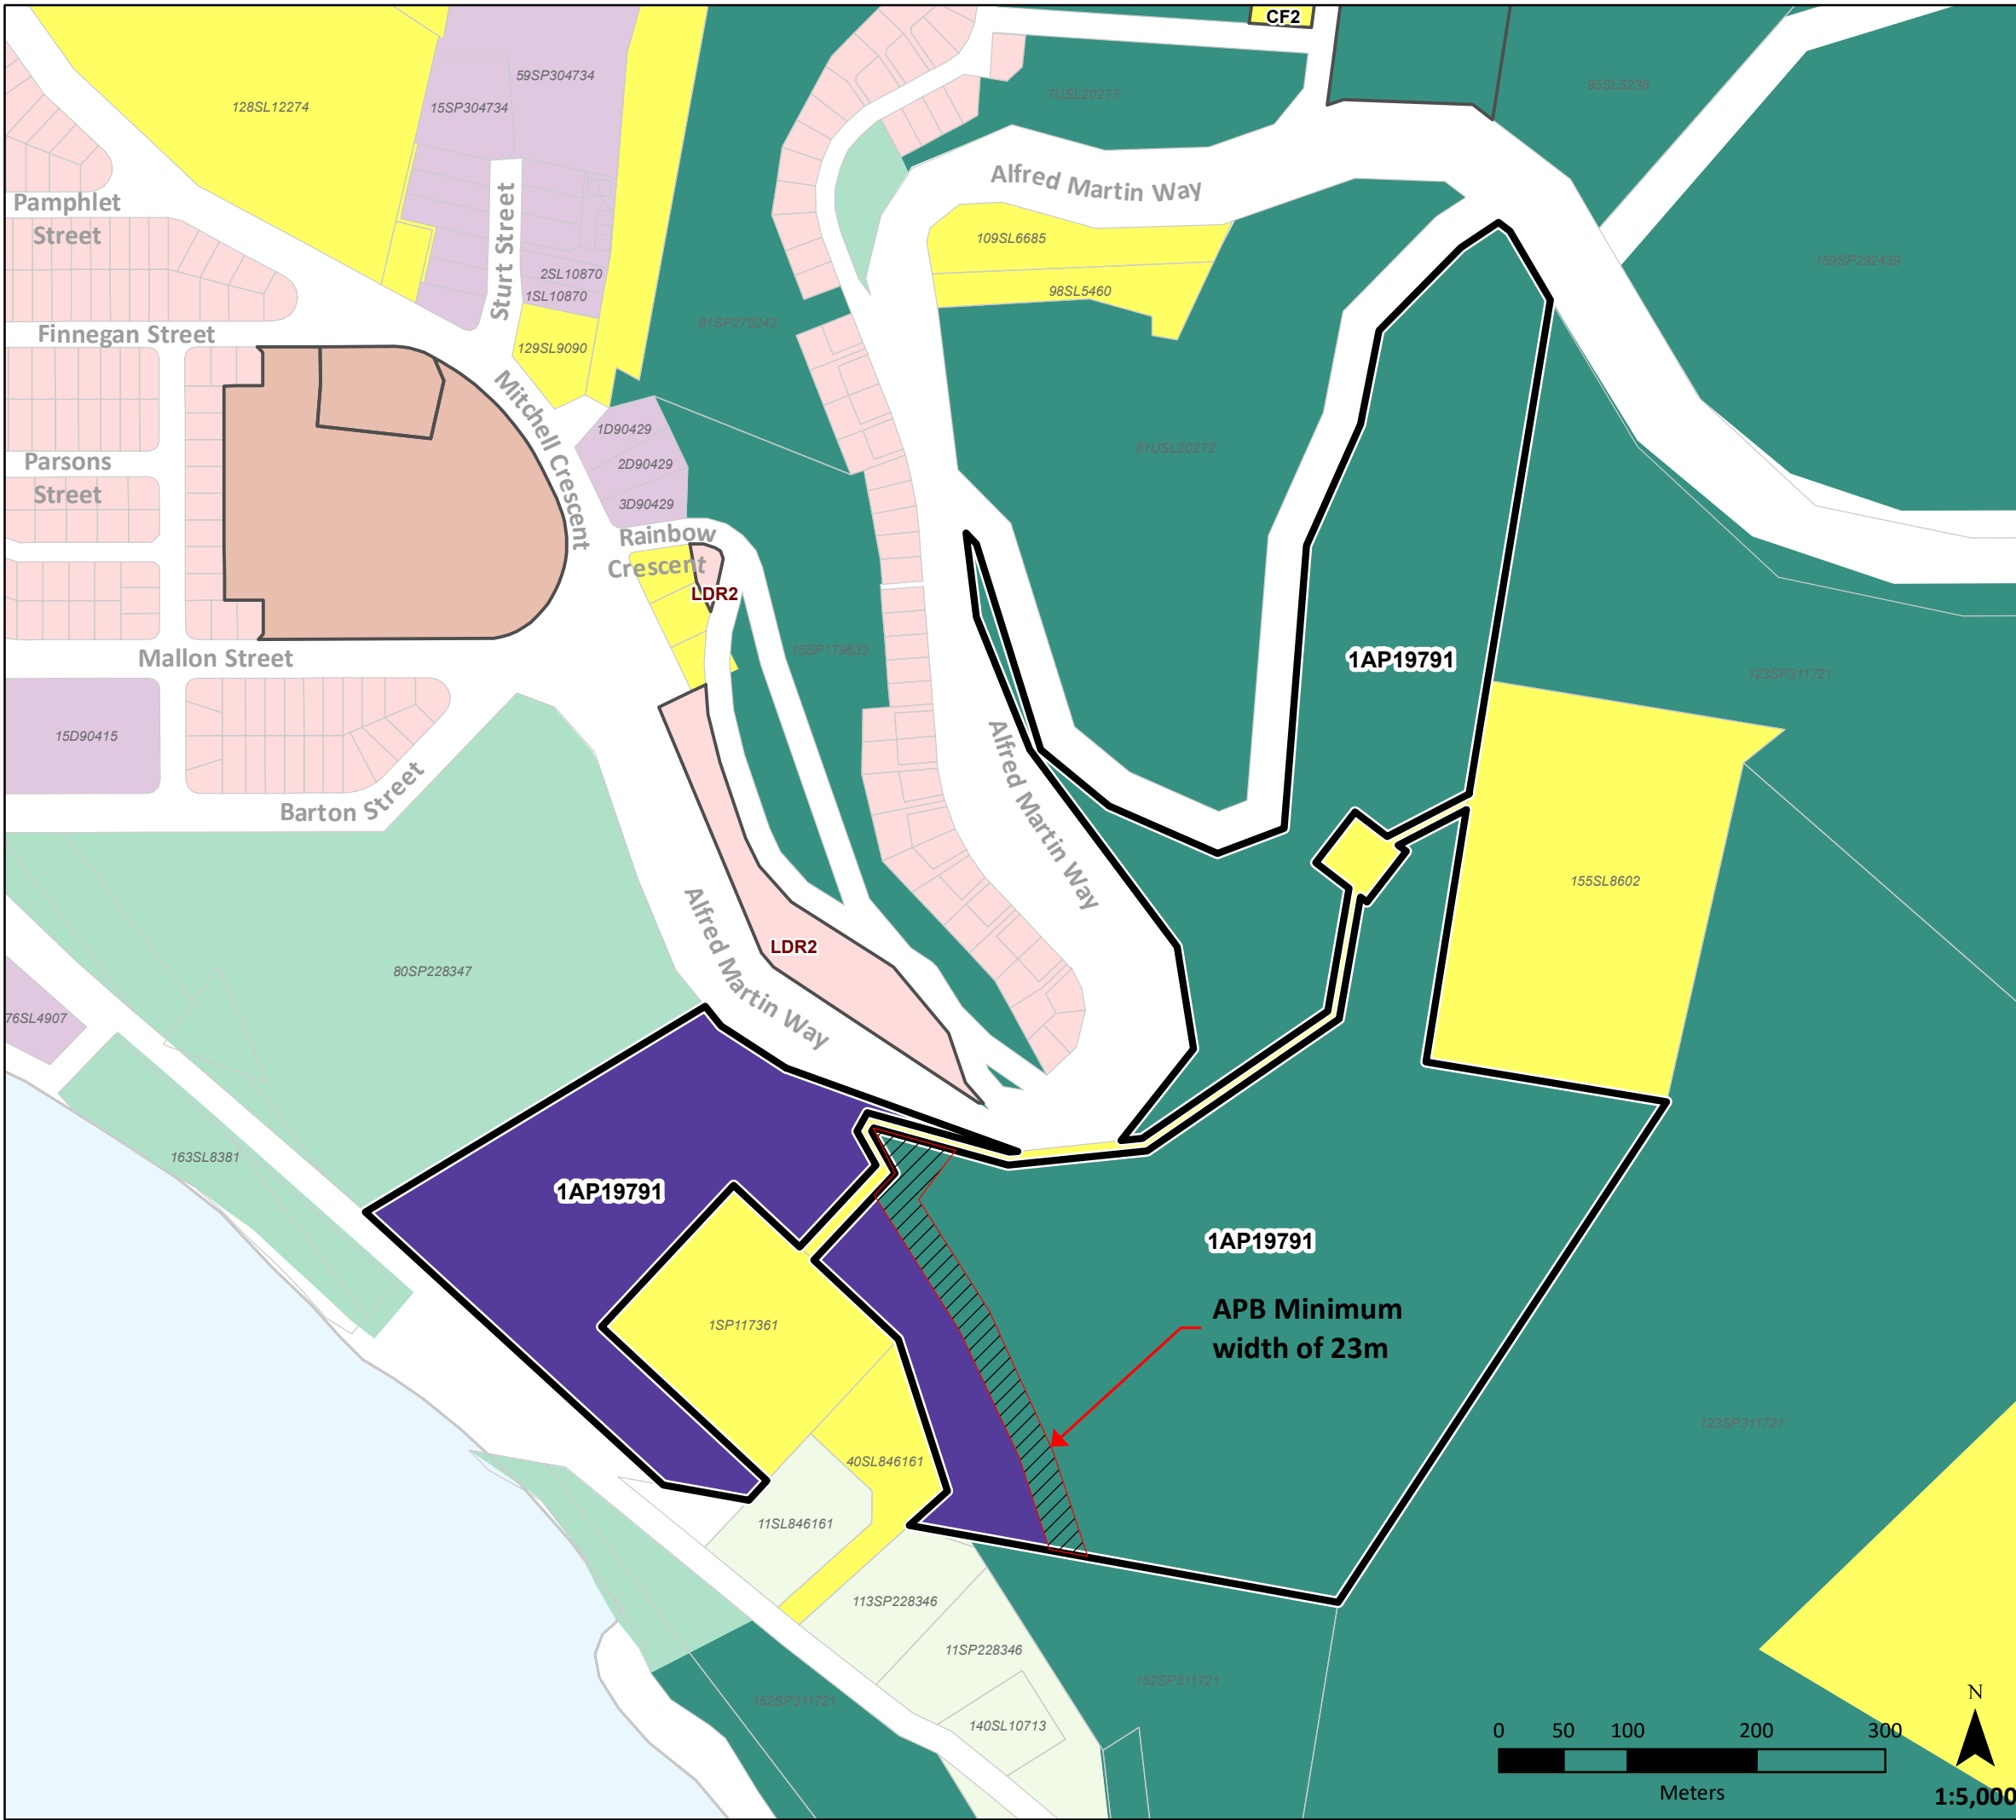 CF2
59SP304734
128SL12274
15SP304734
7USL20273
95SL5236
Alfred Martin Way
Pamphlet
Street
Sturt Street
109SL6685
159SP292439
2SL10870
1SL10870
98SL5460
91SP275242
Finnegan Street
129SL9090
Mitchell Crescent
1D90429
2D90429
3D90429
81USL20272
Parsons
Street
Rainbow
Crescent
LDR2
15SP179632
Mallon Street
1AP19791
123SP311721
15D90415
Barton Street
Alfred Martin Way
155SL8602
LDR2
Alfred Martin Way
80SP228347
76SL4907
163SL8381
1AP19791
1AP19791
APB Minimum
width of 23m
1SP117361
123SP311721
40SL846161
11SL846161
113SP228346
11SP228346
152SP311721
152SP311721
140SL10713
N
0 50 100 200 300
Meters
1:5,000